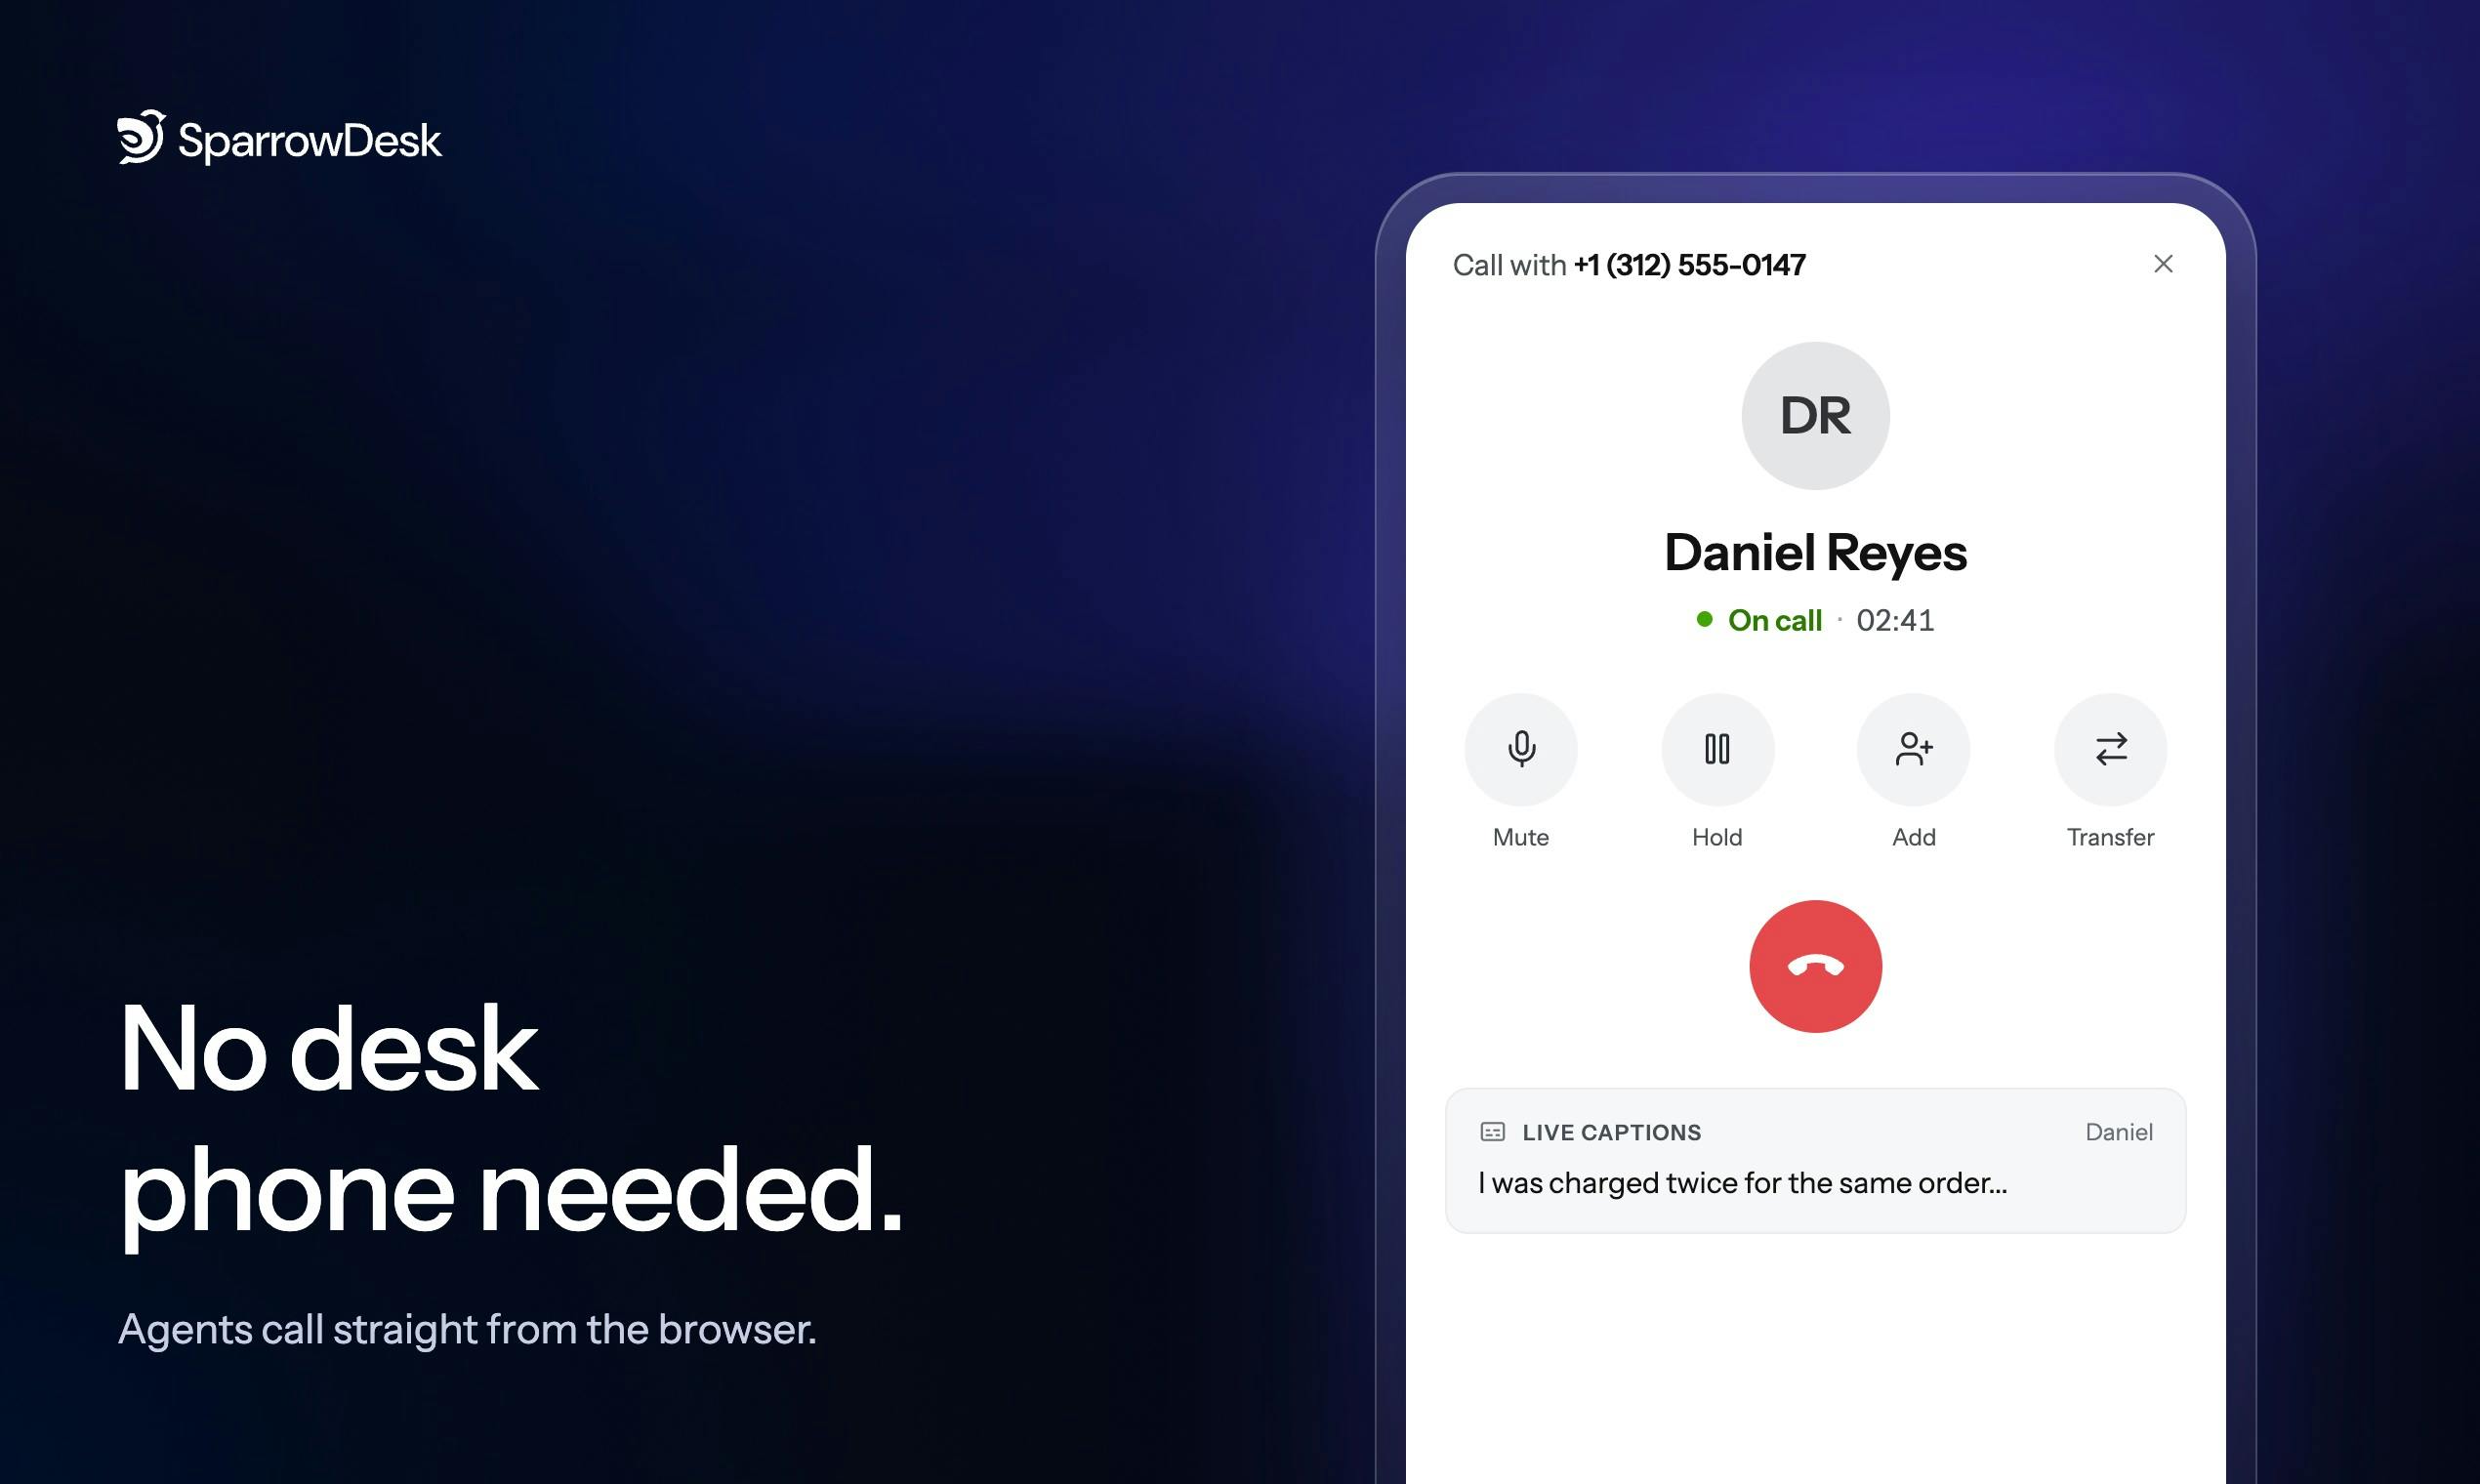 SparrowDesk
No desk
phone needed.
Agents call straight from the browser.
Call with +1 (312) 555-0147
DR
Daniel Reyes
On call · 02:41
Mute Hold Add Transfer
LIVE CAPTIONS Daniel
I was charged twice for the same order...